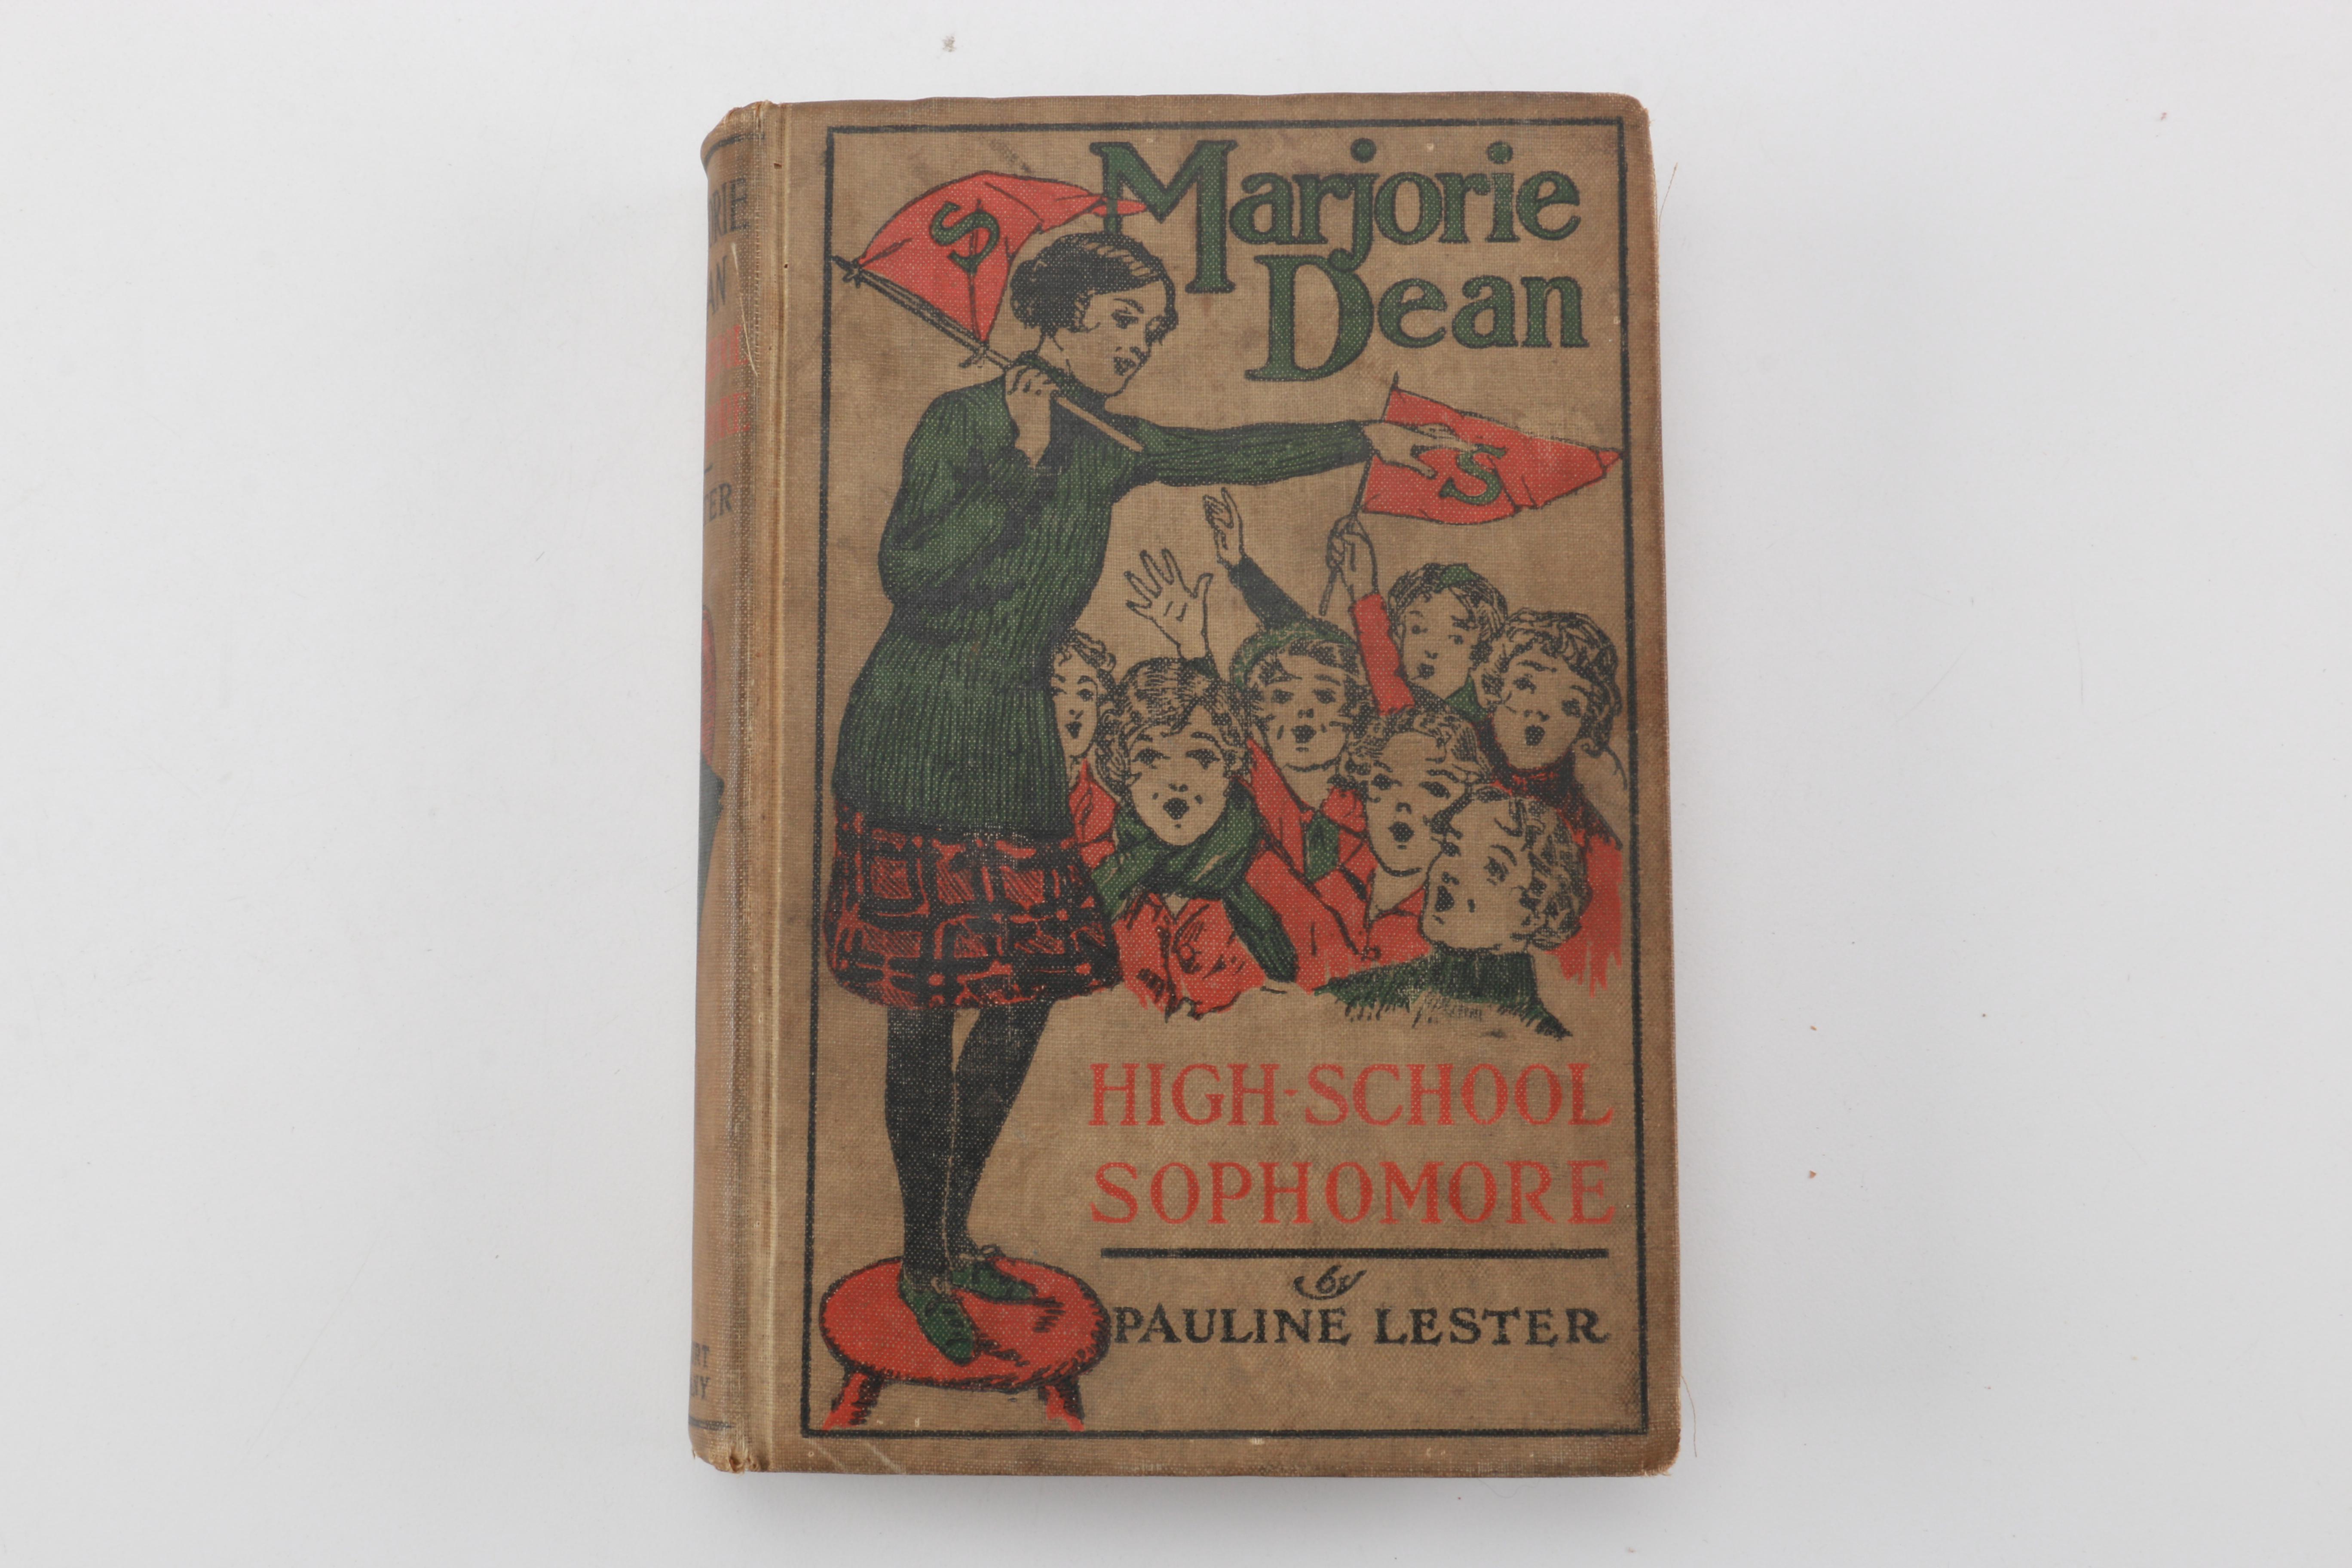 Marjorie
Dean
S
S
HIGH-SCHOOL
SOPHOMORE
by
PAULINE LESTER